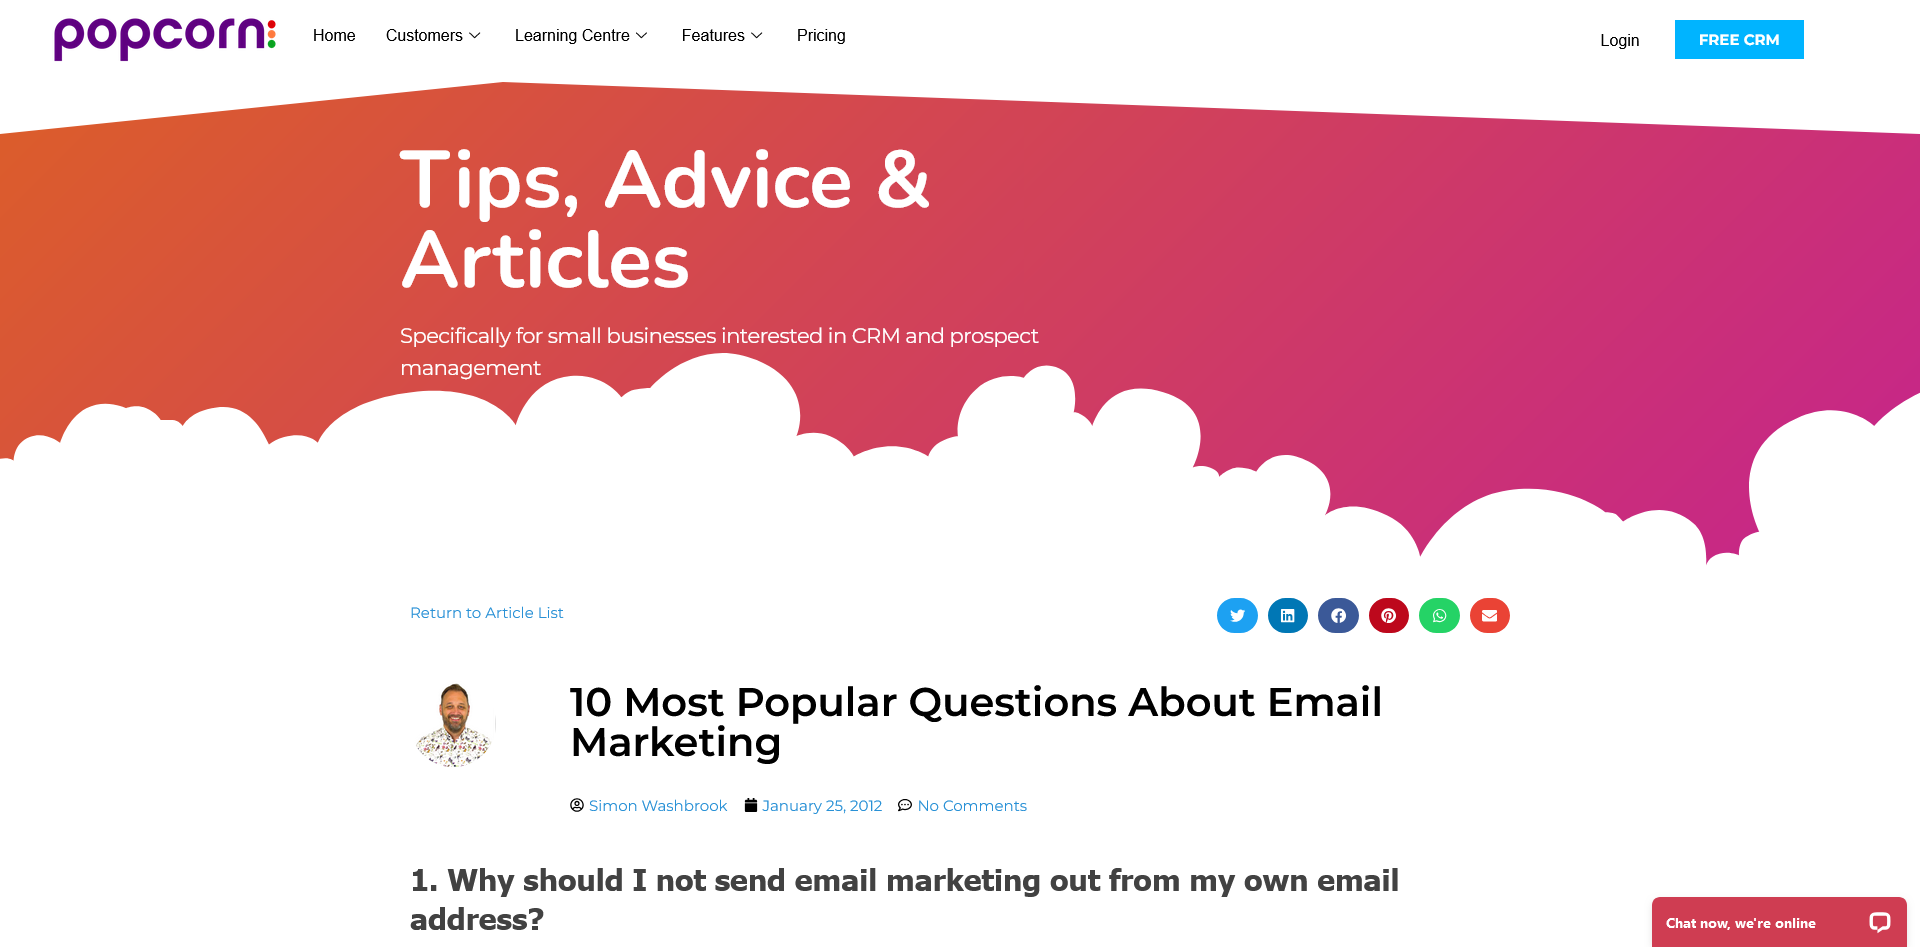 popcorn
Home
Customers
Learning Centre
Features
Pricing
Login
FREE CRM
Tips, Advice &
Articles
Specifically for small businesses interested in CRM and prospect
management
Return to Article List
10 Most Popular Questions About Email
Marketing
Simon Washbrook
January 25, 2012
No Comments
1. Why should I not send email marketing out from my own email
address?
Chat now, we're online